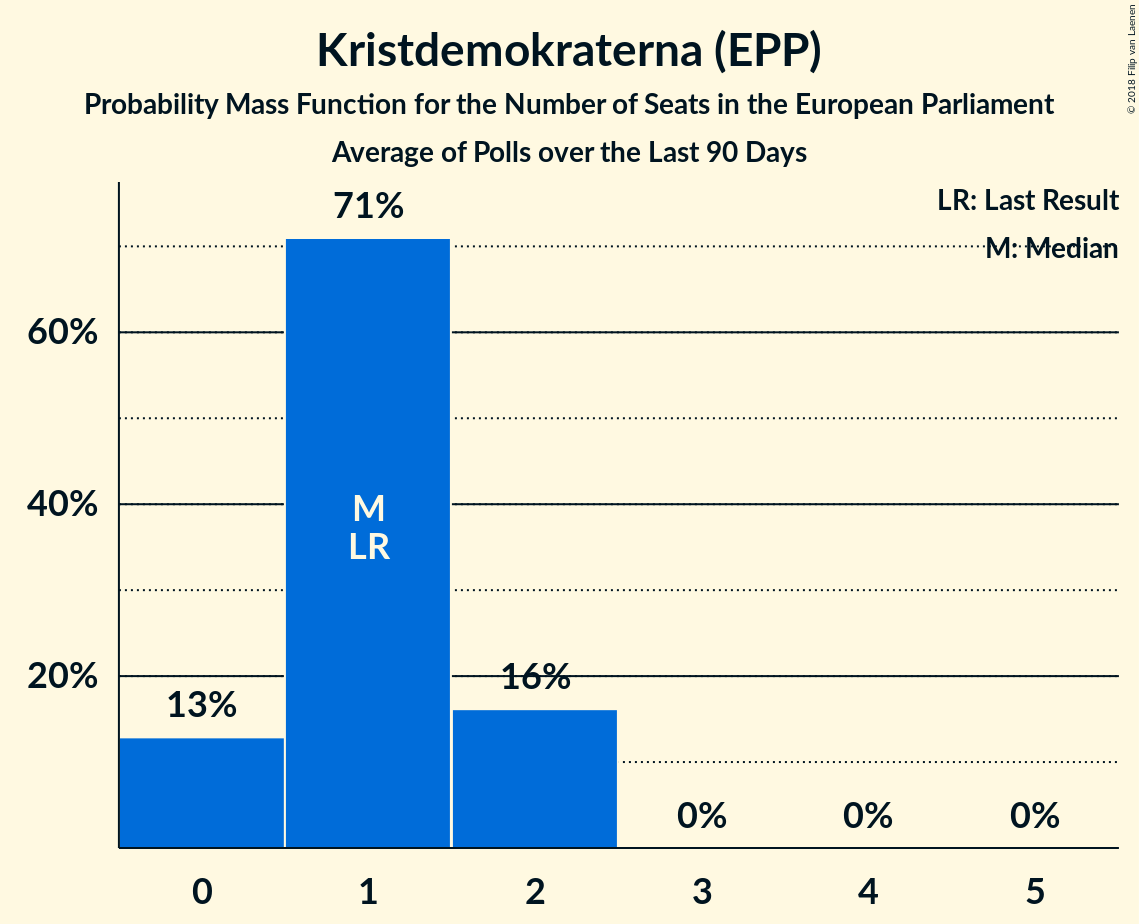 Kristdemokraterna (EPP)
Probability Mass Function for the Number of Seats in the European Parliament
Average of Polls over the Last 90 Days
© 2018 Filip van Laenen
LR: Last Result
M: Median
71%
60%
40%
20%
M
LR
13%
16%
0%
0%
0%
0
1
2
3
4
5